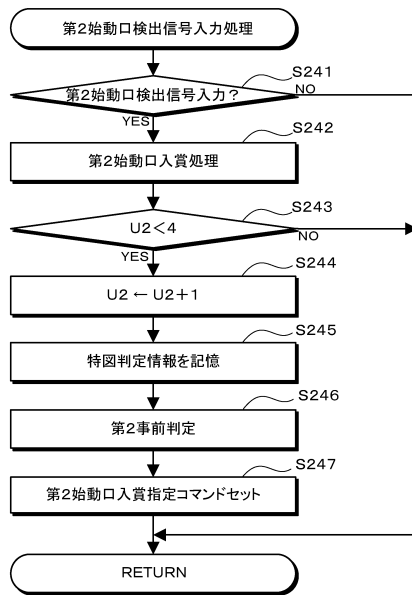 第2始動口検出信号入力処理
S241
第2始動口検出信号入力?
NO
YES
S242
第2始動口入賞処理
S243
U2<4
NO
YES
S244
U2 ← U2+1
S245
特図判定情報を記憶
S246
第2事前判定
S247
第2始動口入賞指定コマンドセット
RETURN